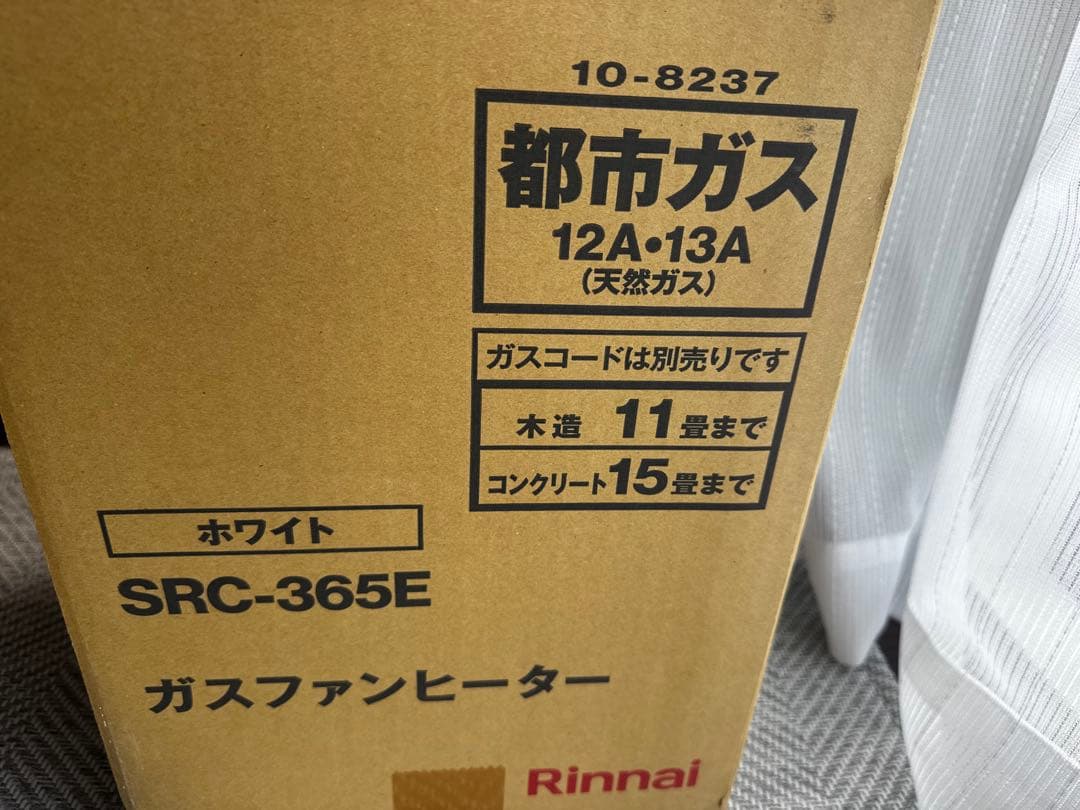 10-8237
都市ガス
12A・13A
(天然ガス)
ガスコードは別売りです
木造 11畳まで
コンクリート15畳まで
ホワイト
SRC-365E
ガスファンヒーター
Rinnai